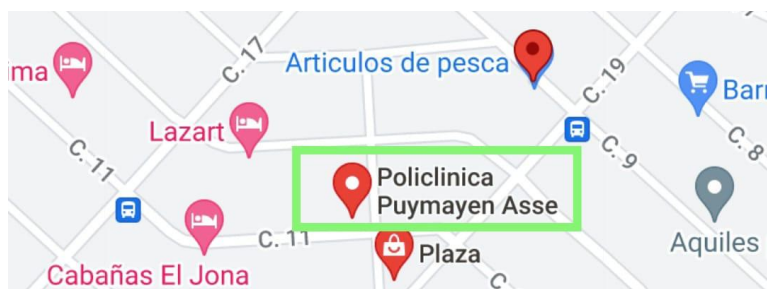 C. 17
Articulos de pesca
C. 19
ima
Barr
Lazart
C. 11
C. 9
C. 8
Policlinica
Puymayen Asse
C. 11
Plaza
Aquiles
Cabañas El Jona
C